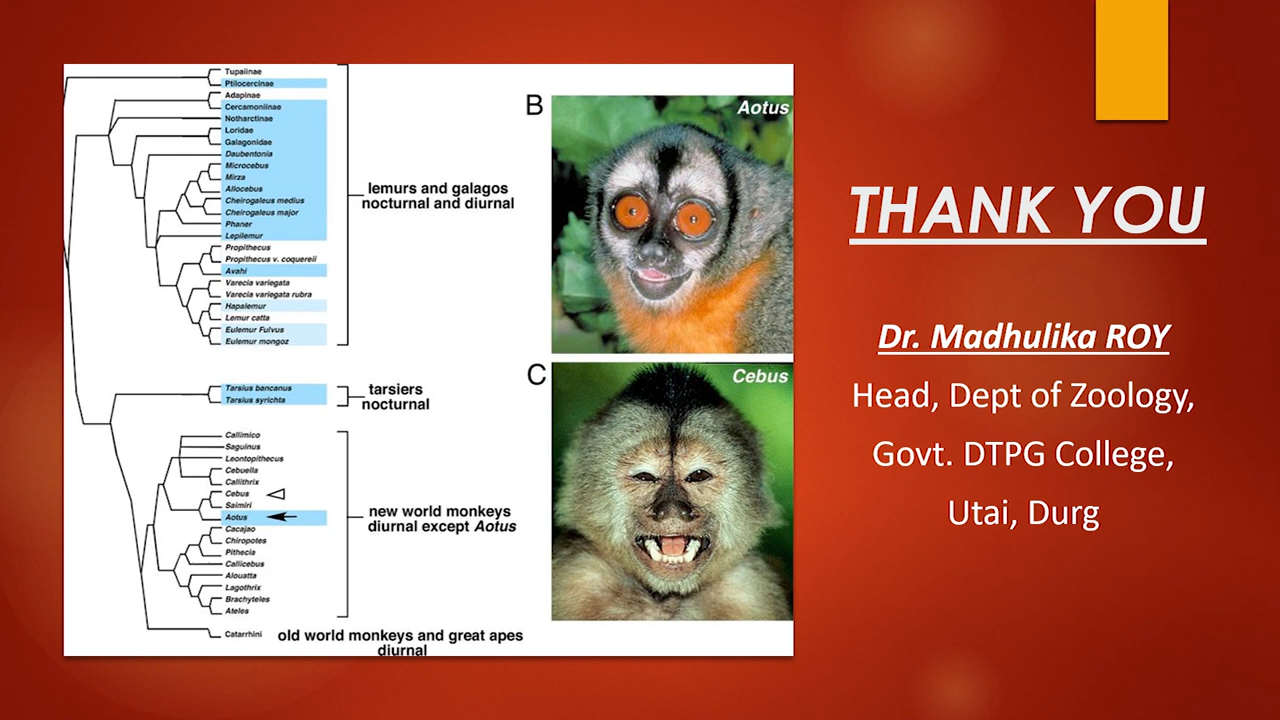 Tupaiinae
Ptilocercinae
Adapinae
Cercamoniinae
Notharctinae
Loridae
Galagonidae
Daubentonia
Microcebus
Mirza
Allocebus
Cheirogaleus medius
Cheirogaleus major
Phaner
Lepilemur
Propithecus
Propithecus v. coquereii
Avahi
Varecia variegata
Varecia variegata rubra
Hapalemur
Lemur catta
Eulemur Fulvus
Eulemur mongoz
lemurs and galagos
nocturnal and diurnal
Tarsius bancanus
Tarsius syrichta
tarsiers
nocturnal
Callimico
Saguinus
Leontopithecus
Cebuella
Callithrix
Cebus
Saimiri
Aotus
Cacajao
Chiropotes
Pithecia
Callicebus
Alouatta
Lagothrix
Brachyteles
Ateles
new world monkeys
diurnal except Aotus
Catarrhini
old world monkeys and great apes
diurnal
B
Aotus
C
Cebus
THANK YOU
Dr. Madhulika ROY
Head, Dept of Zoology,
Govt. DTPG College,
Utai, Durg